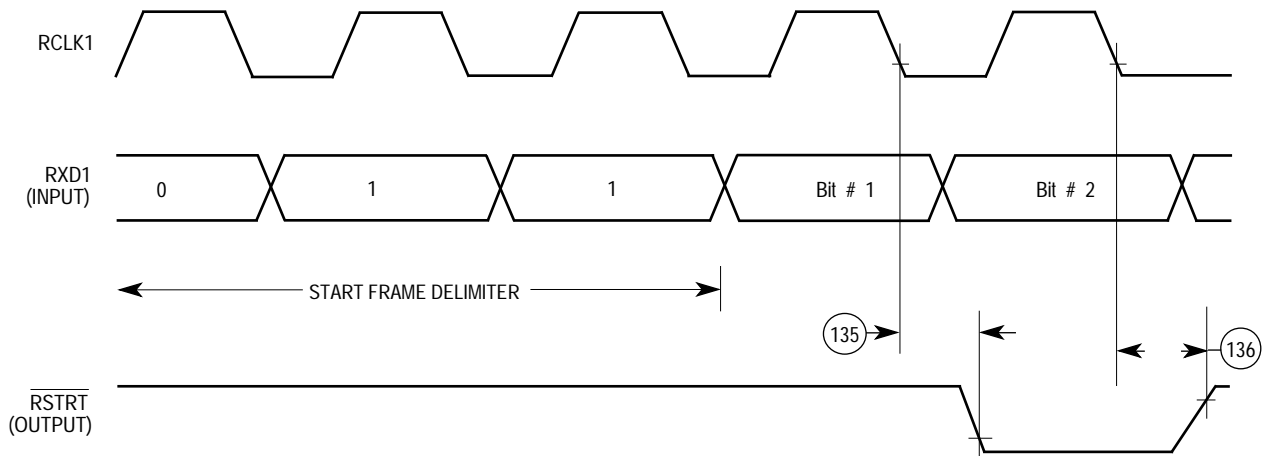 RCLK1
RXD1
(INPUT)
0
1
1
Bit # 1
Bit # 2
START FRAME DELIMITER
135
136
RSTRT
(OUTPUT)